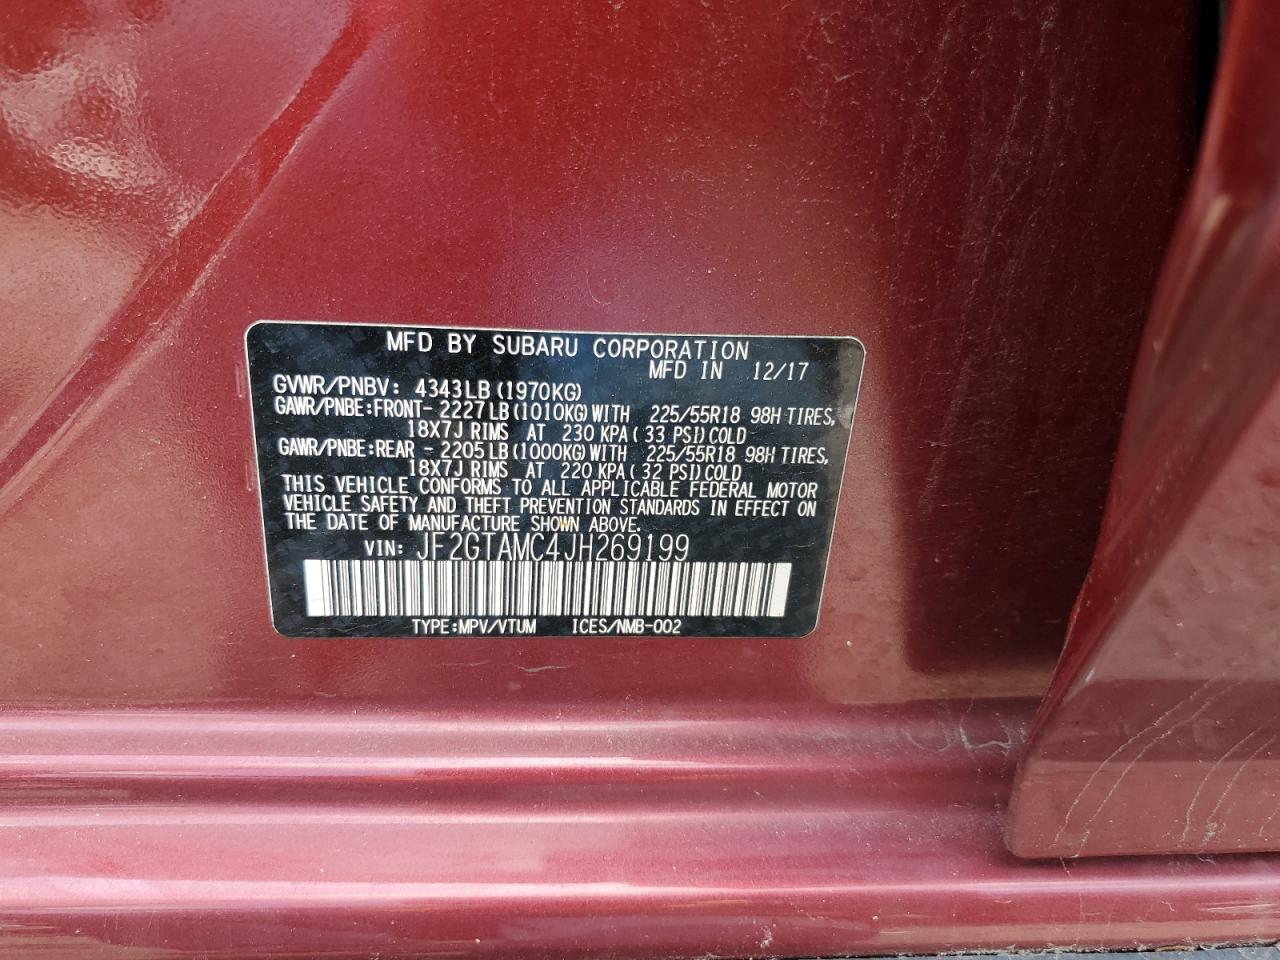 MFD BY SUBARU CORPORATION
MFD IN 12/17
GVWR/PNBV: 4343LB(1970KG)
GAWR/PNBE:FRONT- 2227LB(1010KG)WITH 225/55R18 98H TIRES,
18X7J RIMS AT 230 KPA( 33 PSI)COLD
GAWR/PNBE:REAR - 2205LB(1000KG)WITH 225/55R18 98H TIRES,
18X7J RIMS AT 220 KPA( 32 PSI)COLD
THIS VEHICLE CONFORMS TO ALL APPLICABLE FEDERAL MOTOR
VEHICLE SAFETY AND THEFT PREVENTION STANDARDS IN EFFECT ON
THE DATE OF MANUFACTURE SHOWN ABOVE.
VIN: JF2GTAMC4JH269199
TYPE:MPV/VTUM ICES/NMB-002